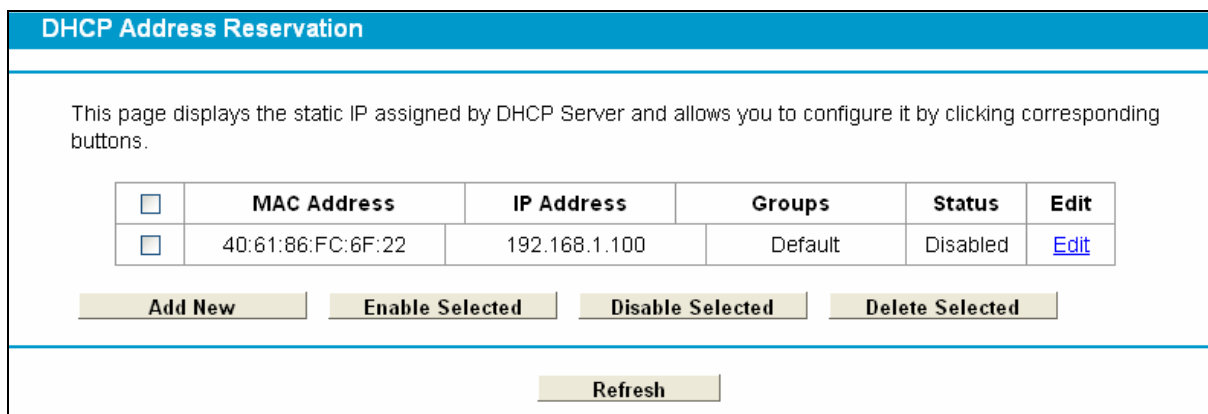 DHCP Address Reservation
This page displays the static IP assigned by DHCP Server and allows you to configure it by clicking corresponding
buttons.
MAC Address IP Address Groups Status Edit
40:61:86:FC:6F:22 192.168.1.100 Default Disabled Edit
Add New Enable Selected Disable Selected Delete Selected
Refresh